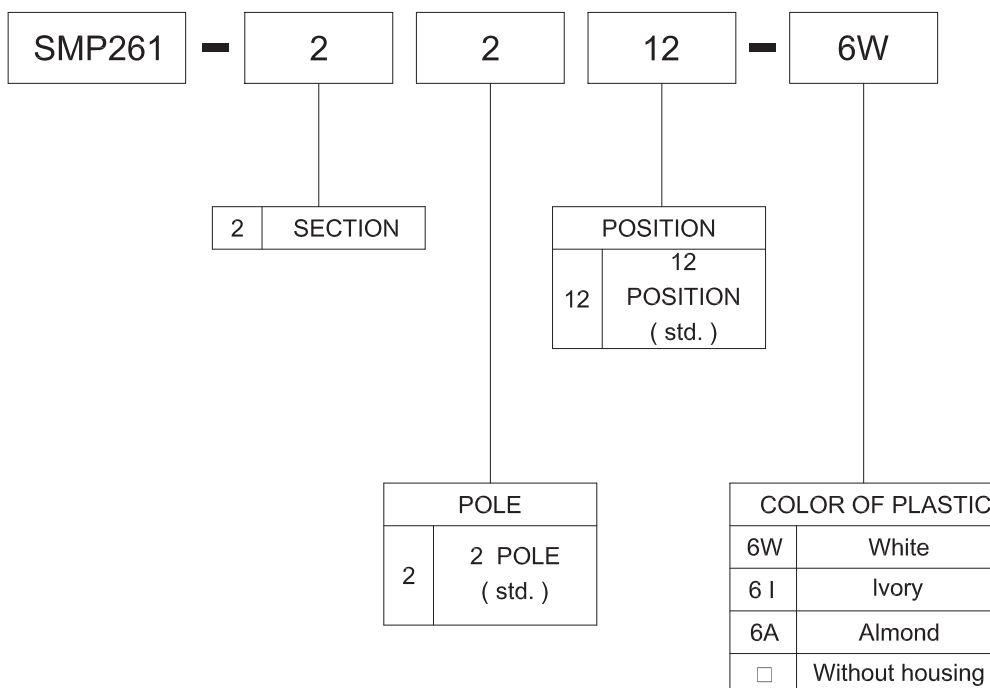 SMP261 - 2 2 12 - 6W
2 SECTION
POSITION
12
12 POSITION
( std. )
POLE
2 POLE
2
( std. )
COLOR OF PLASTIC
6W White
6 I Ivory
6A Almond
□ Without housing